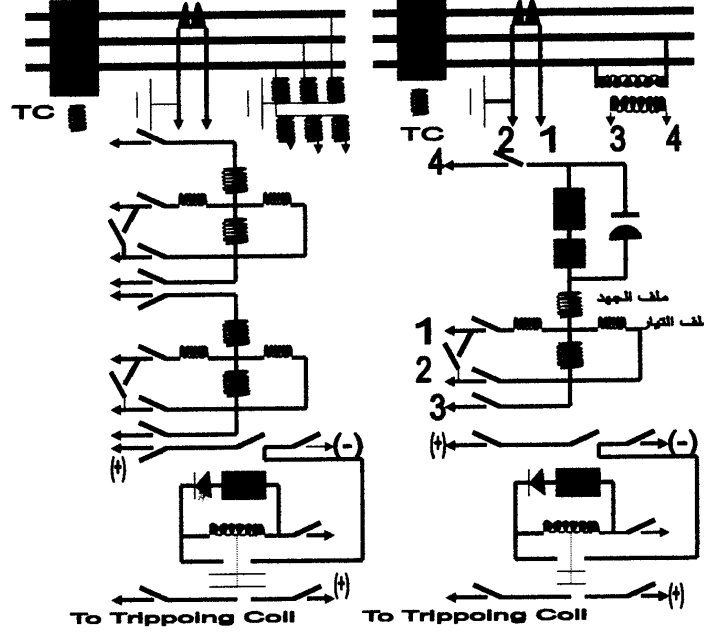 TC
TC
2 1
3 4
4
ملف الجهد
ملف التيار
1
2
3
(+)
(-)
(+)
(-)
(+)
(+)
To Trippoing Coil
To Trippoing Coil